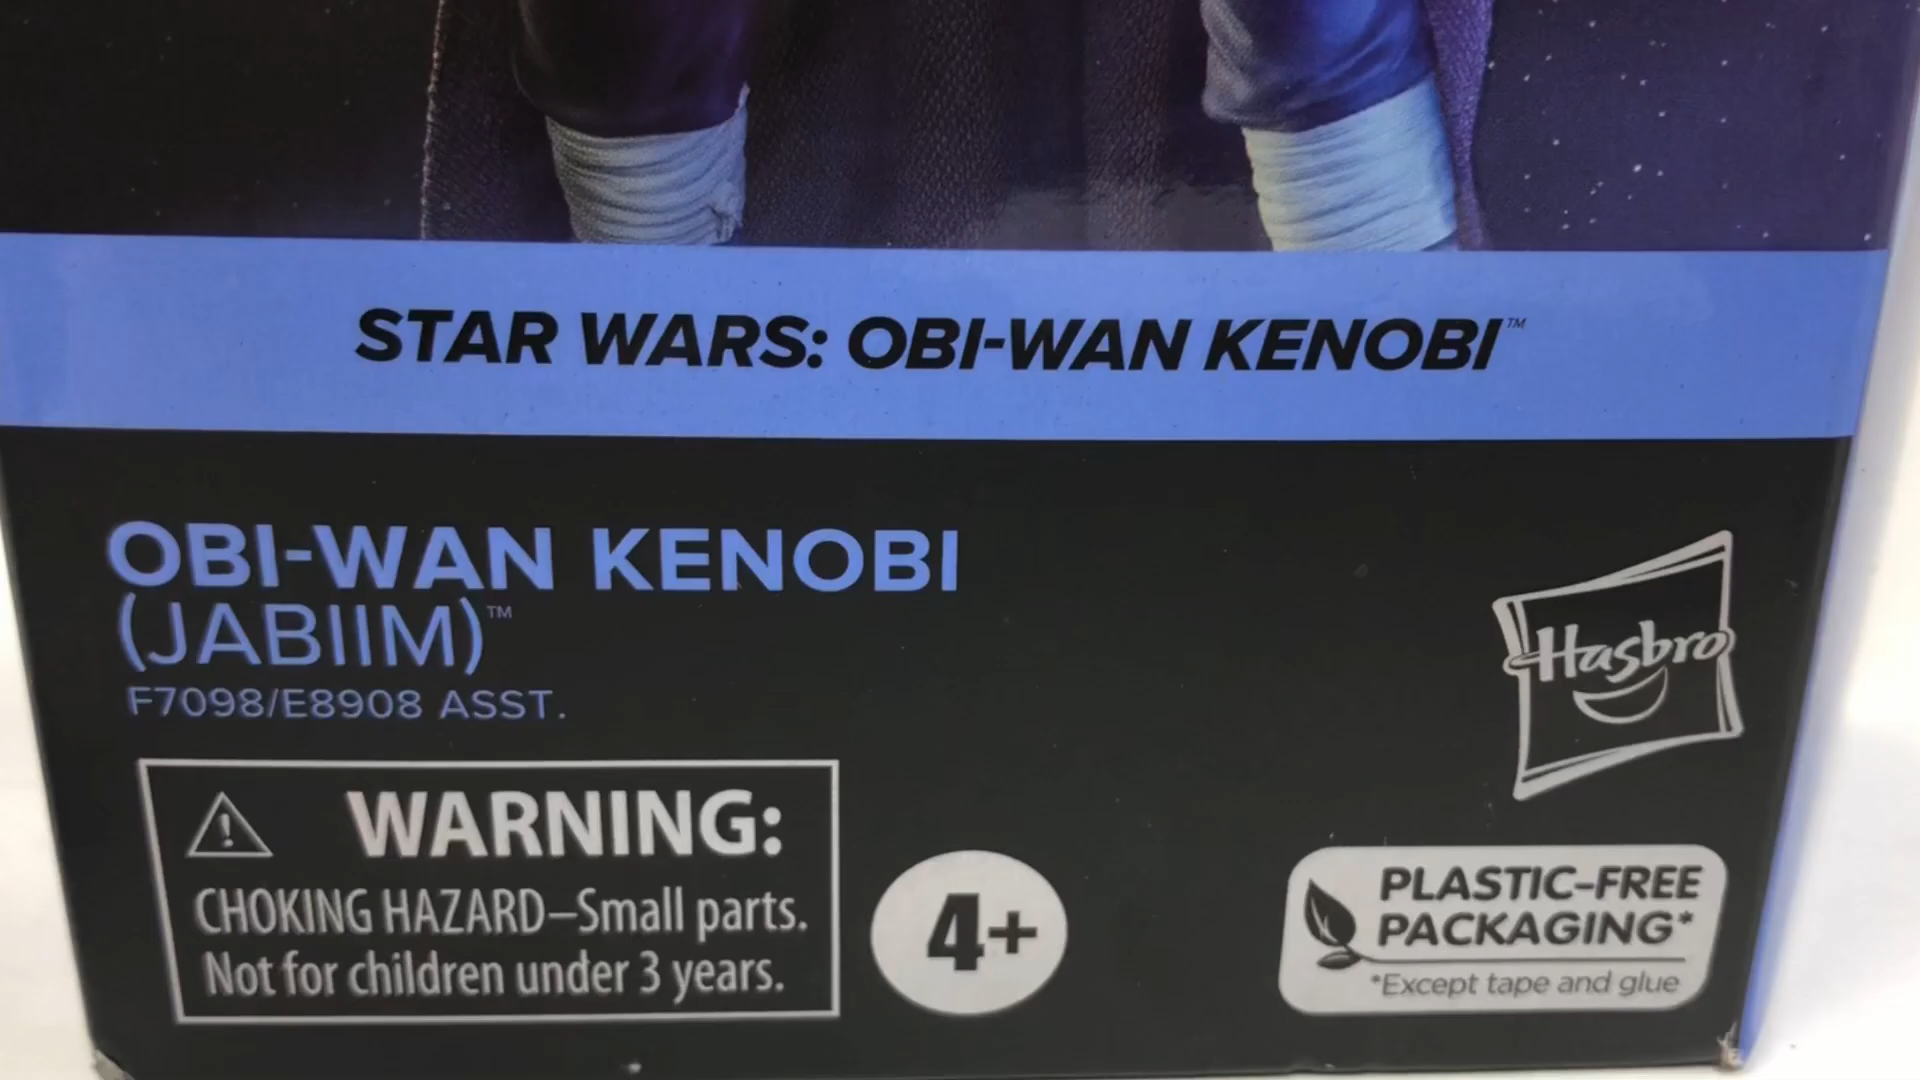 STAR WARS: OBI-WAN KENOBI™
OBI-WAN KENOBI
(JABIIM)™
F7098/E8908 ASST.
WARNING:
CHOKING HAZARD–Small parts.
Not for children under 3 years.
4+
Hasbro
PLASTIC-FREE
PACKAGING*
*Except tape and glue